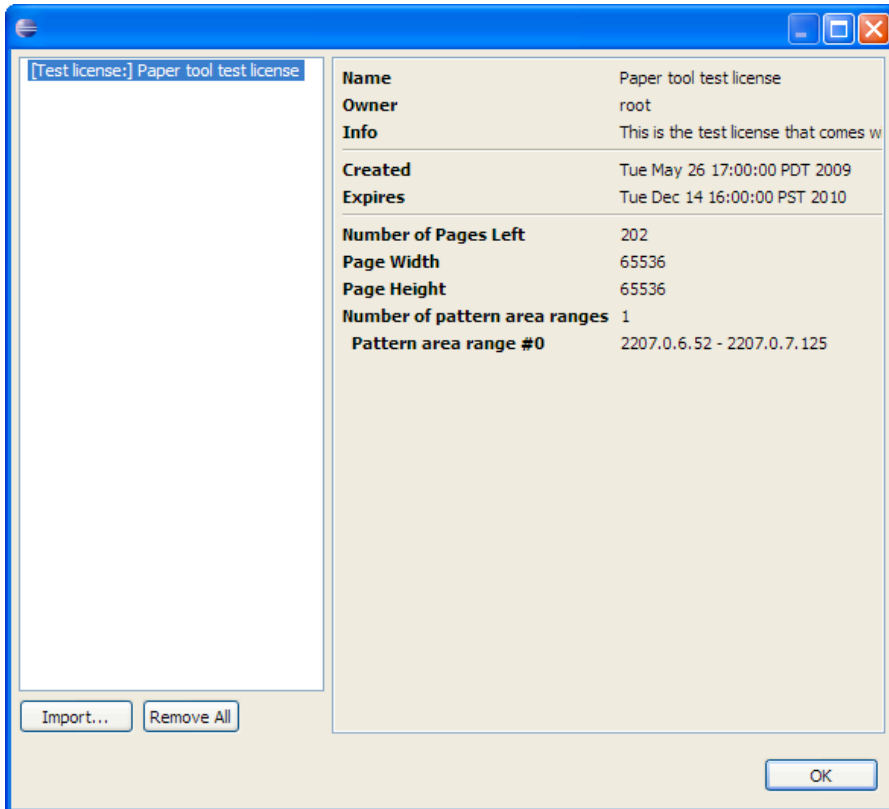 [Test license:] Paper tool test license
Name Paper tool test license
Owner root
Info This is the test license that comes w
Created Tue May 26 17:00:00 PDT 2009
Expires Tue Dec 14 16:00:00 PST 2010
Number of Pages Left 202
Page Width 65536
Page Height 65536
Number of pattern area ranges 1
Pattern area range #0 2207.0.6.52 - 2207.0.7.125
Import... Remove All
OK